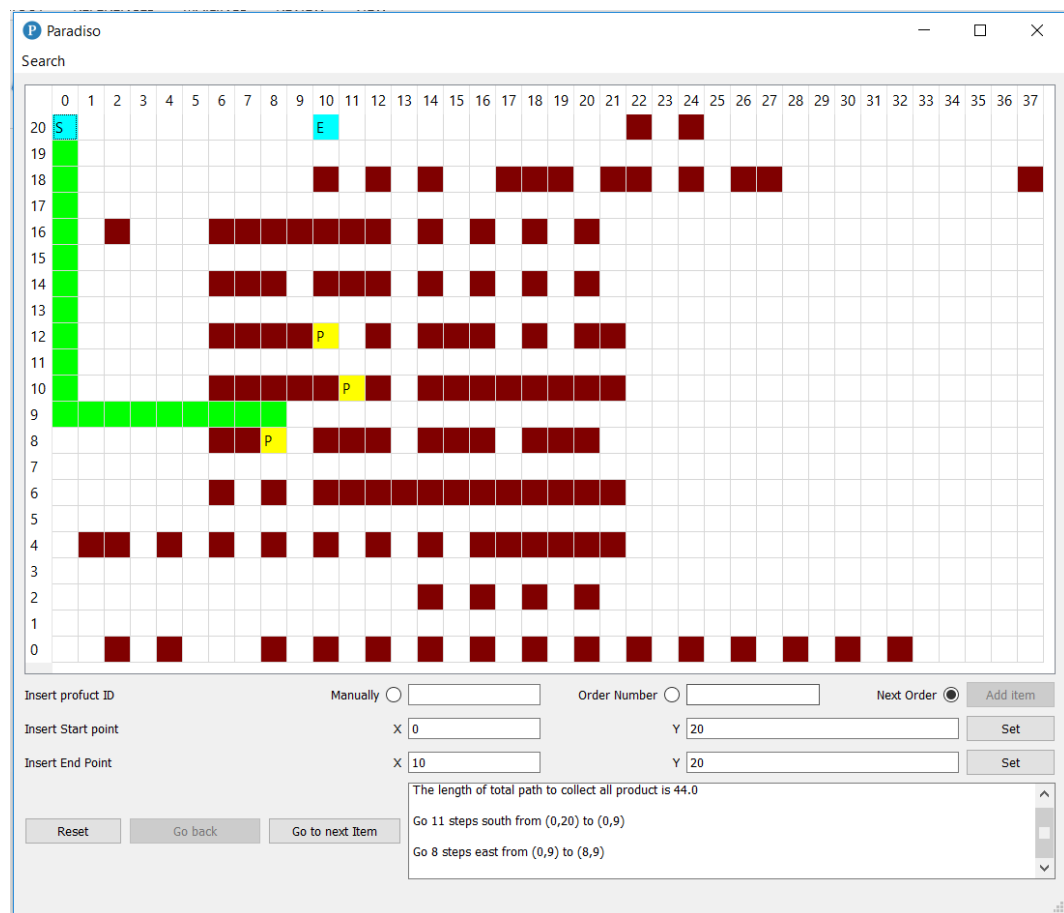 Paradiso
Search
0 1 2 3 4 5 6 7 8 9 10 11 12 13 14 15 16 17 18 19 20 21 22 23 24 25 26 27 28 29 30 31 32 33 34 35 36 37
20 S E
19
18
17
16
15
14
13
12 P
11
10 P
9
8 P
7
6
5
4
3
2
1
0
Insert profuct ID Manually Order Number Next Order Add item
Insert Start point X 0 Y 20 Set
Insert End Point X 10 Y 20 Set
The length of total path to collect all product is 44.0
Go 11 steps south from (0,20) to (0,9)
Reset Go back Go to next Item
Go 8 steps east from (0,9) to (8,9)